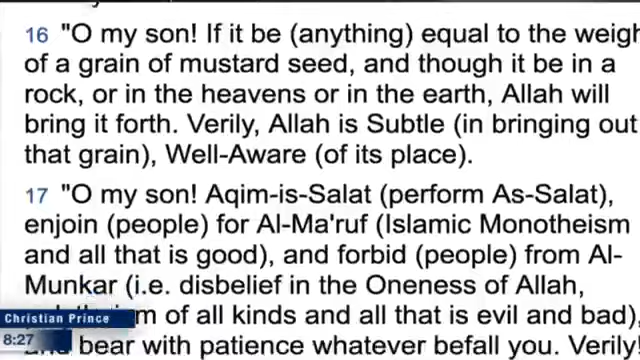 16 "O my son! If it be (anything) equal to the weigh
of a grain of mustard seed, and though it be in a
rock, or in the heavens or in the earth, Allah will
bring it forth. Verily, Allah is Subtle (in bringing out
that grain), Well-Aware (of its place).
17 "O my son! Aqim-is-Salat (perform As-Salat),
enjoin (people) for Al-Ma'ruf (Islamic Monotheism
and all that is good), and forbid (people) from Al-
Munkar (i.e. disbelief in the Oneness of Allah,
of all kinds and all that is evil and bad),
bear with patience whatever befall you. Verily
Christian Prince
8:27